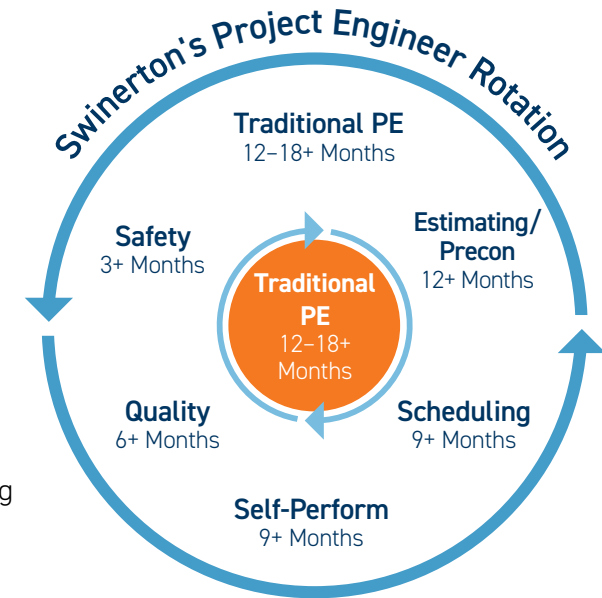 Swinerton's Project Engineer Rotation
Traditional PE
12–18+ Months
Estimating/
Precon
12+ Months
Safety
3+ Months
Traditional
PE
12–18+
Months
Quality
6+ Months
Scheduling
9+ Months
g
Self-Perform
9+ Months